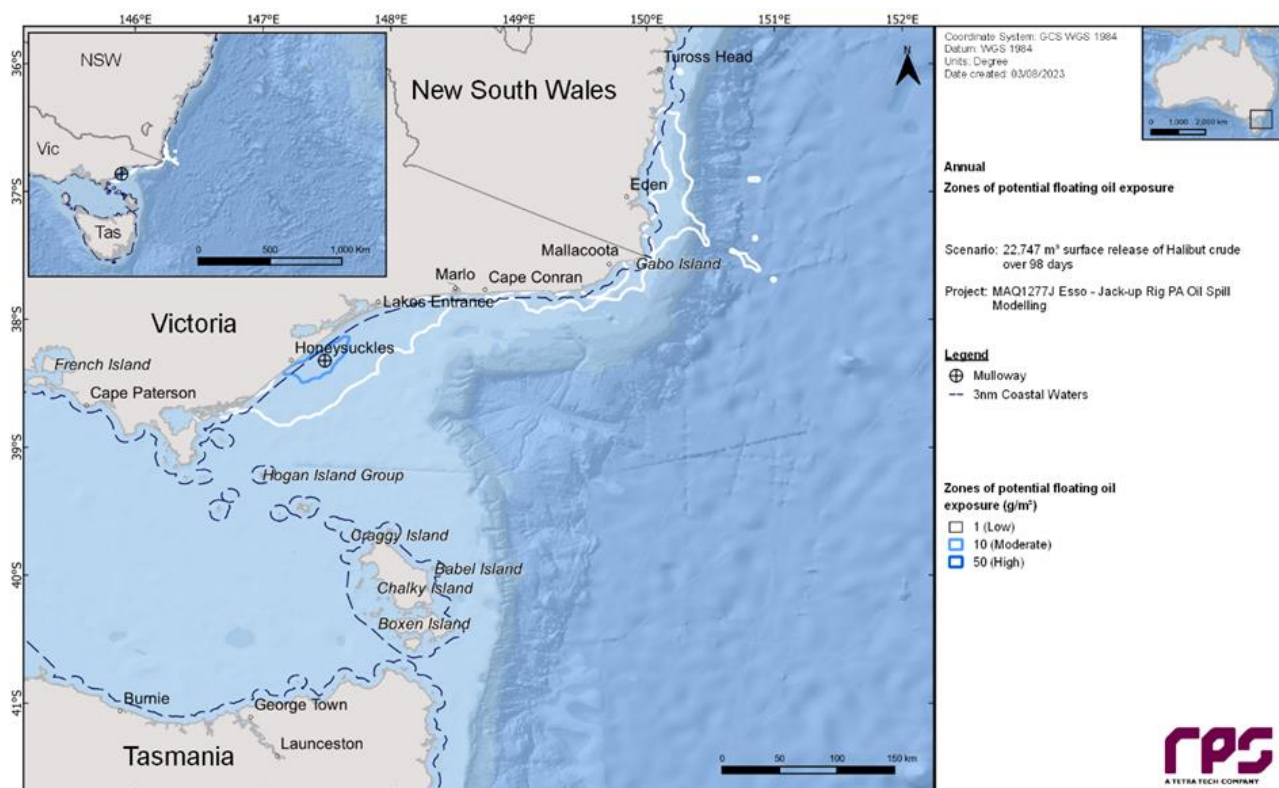 146°E 147°E 148°E 149°E 150°E 151°E 152°E
36°S
37°S
38°S
39°S
40°S
41°S
NSW
Vic
Tas
0 500 1,000 Km
New South Wales
Tuross Head
N
Eden
Mallacoota
Gabo Island
Marlo
Cape Conran
Lakes Entrance
Victoria
Honeysuckles
French Island
Cape Paterson
Hogan Island Group
Craggy Island
Babel Island
Chalky Island
Boxen Island
Burnie
George Town
Launceston
Tasmania
0 50 100 150 km
Coordinate System: GCS WGS 1984
Datum: WGS 1984
Units: Degree
Date created: 03/08/2023
0 1,000 2,000 km
Annual
Zones of potential floating oil exposure
Scenario: 22,747 m³ surface release of Halibut crude
over 98 days
Project: MAQ1277J Esso - Jack-up Rig PA Oil Spill
Modelling
Legend
Mulloway
3nm Coastal Waters
Zones of potential floating oil
exposure (g/m²)
1 (Low)
10 (Moderate)
50 (High)
rps
A TETRA TECH COMPANY